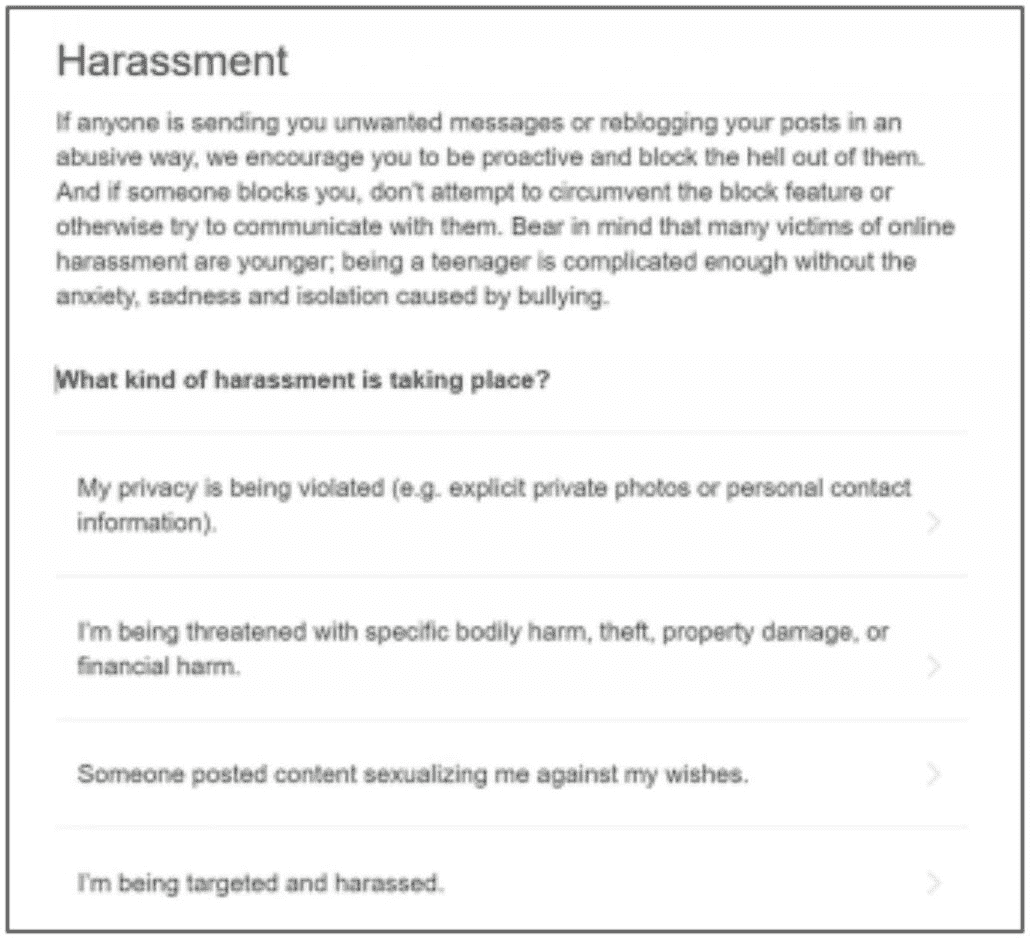 Harassment
If anyone is sending you unwanted messages or reblogging your posts in an
abusive way, we encourage you to be proactive and block the hell out of them.
And if someone blocks you, don't attempt to circumvent the block feature or
otherwise try to communicate with them. Bear in mind that many victims of online
harassment are younger; being a teenager is complicated enough without the
anxiety, sadness and isolation caused by bullying.
What kind of harassment is taking place?
My privacy is being violated (e.g. explicit private photos or personal contact
information).
I'm being threatened with specific bodily harm, theft, property damage, or
financial harm.
Someone posted content sexualizing me against my wishes.
I'm being targeted and harassed.